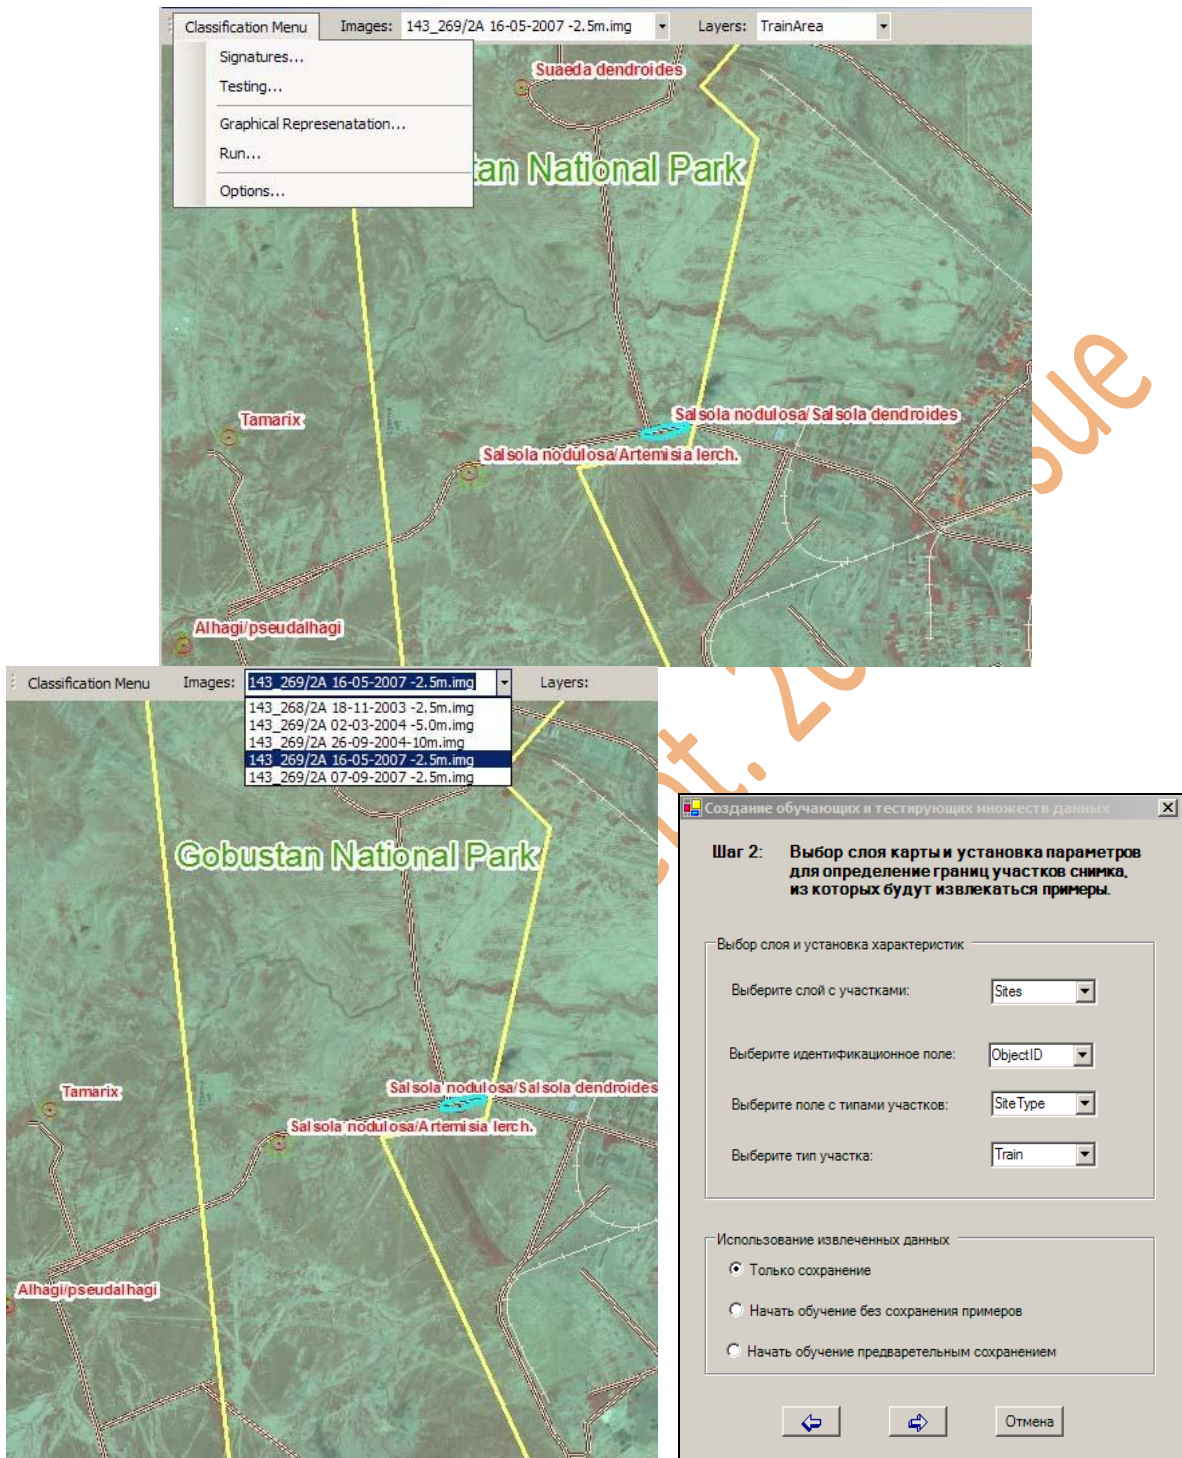 Classification Menu Images: 143_269/2A 16-05-2007 -2.5m.img Layers: TrainArea
Signatures...
Testing...
Graphical Represenatation...
Run...
Options...
Suaeda dendroides
tan National Park
Tamarix
Salsola nodulosa/Salsola dendroides
Salsola nodulosa/Artemisia lerch.
Alhagi/pseudalhagi
Classification Menu Images: 143_269/2A 16-05-2007 -2.5m.img Layers:
143_268/2A 18-11-2003 -2.5m.img
143_269/2A 02-03-2004 -5.0m.img
143_269/2A 26-09-2004-10m.img
143_269/2A 16-05-2007 -2.5m.img
143_269/2A 07-09-2007 -2.5m.img
Gobustan National Park
Tamarix
Salsola nodulosa/Salsola dendroides
Salsola nodulosa/Artemisia lerch.
Alhagi/pseudalhagi
Создание обучающих и тестирующих множеств данных
Шаг 2: Выбор слоя карты и установка параметров
для определение границ участков снимка,
из которых будут извлекаться примеры.
Выбор слоя и установка характеристик
Выберите слой с участками: Sites
Выберите идентификационное поле: ObjectID
Выберите поле с типами участков: SiteType
Выберите тип участка: Train
Использование извлеченных данных
Только сохранение
Начать обучение без сохранения примеров
Начать обучение предваретельным сохранением
Отмена